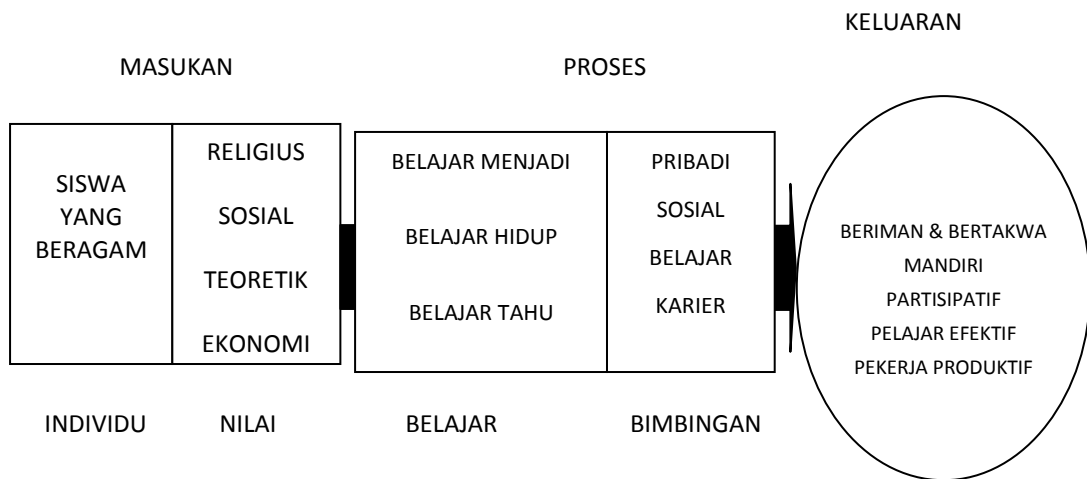 KELUARAN
MASUKAN
PROSES
SISWA
YANG
BERAGAM
RELIGIUS
SOSIAL
TEORETIK
EKONOMI
BELAJAR MENJADI
BELAJAR HIDUP
BELAJAR TAHU
PRIBADI
SOSIAL
BELAJAR
KARIER
BERIMAN & BERTAKWA
MANDIRI
PARTISIPATIF
PELAJAR EFEKTIF
PEKERJA PRODUKTIF
INDIVIDU
NILAI
BELAJAR
BIMBINGAN